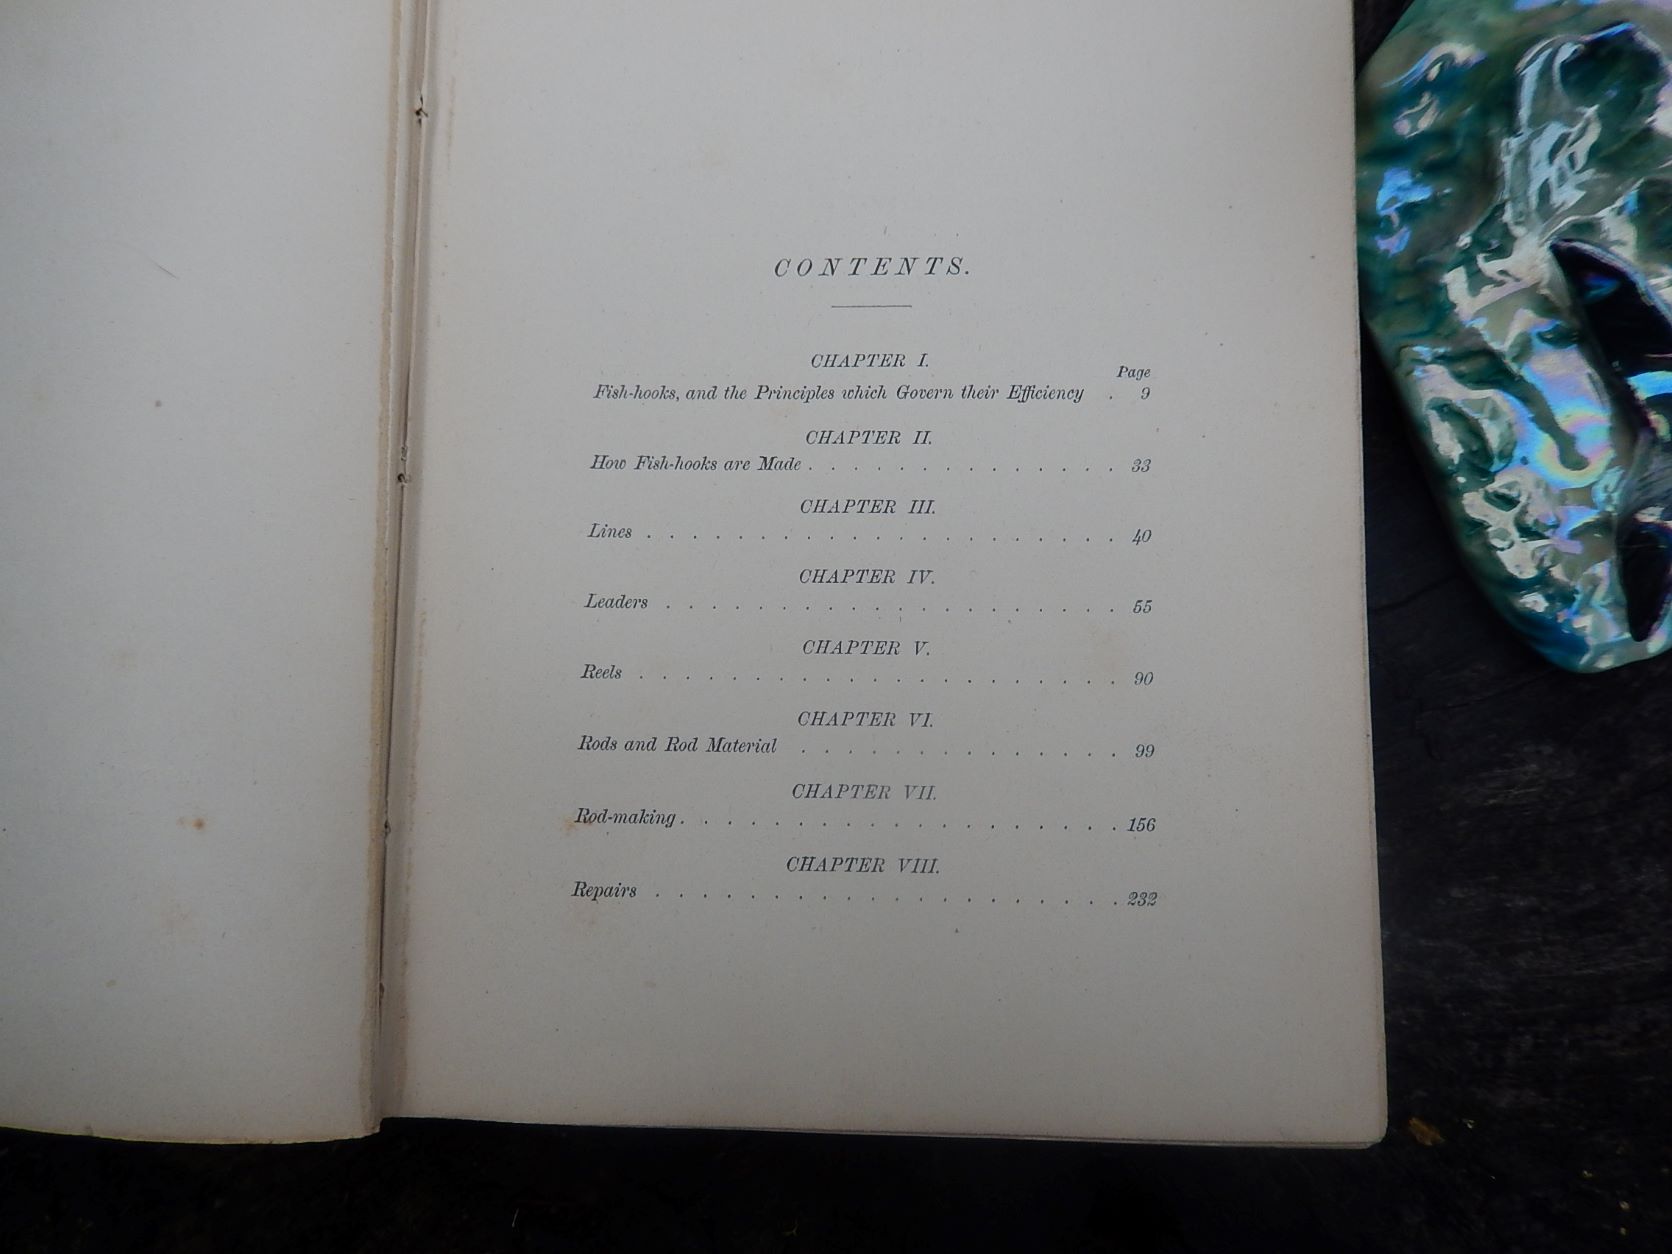 CONTENTS.
CHAPTER I.
Page
Fish-hooks, and the Principles which Govern their Efficiency . 9
CHAPTER II.
How Fish-hooks are Made . . . . . . . . . . . . . . 33
CHAPTER III.
Lines . . . . . . . . . . . . . . . . . . . . . 40
CHAPTER IV.
Leaders . . . . . . . . . . . . . . . . . . . . 55
CHAPTER V.
Reels . . . . . . . . . . . . . . . . . . . . . 90
CHAPTER VI.
Rods and Rod Material . . . . . . . . . . . . . . 99
CHAPTER VII.
Rod-making . . . . . . . . . . . . . . . . . . . 156
CHAPTER VIII.
Repairs . . . . . . . . . . . . . . . . . . . . 232